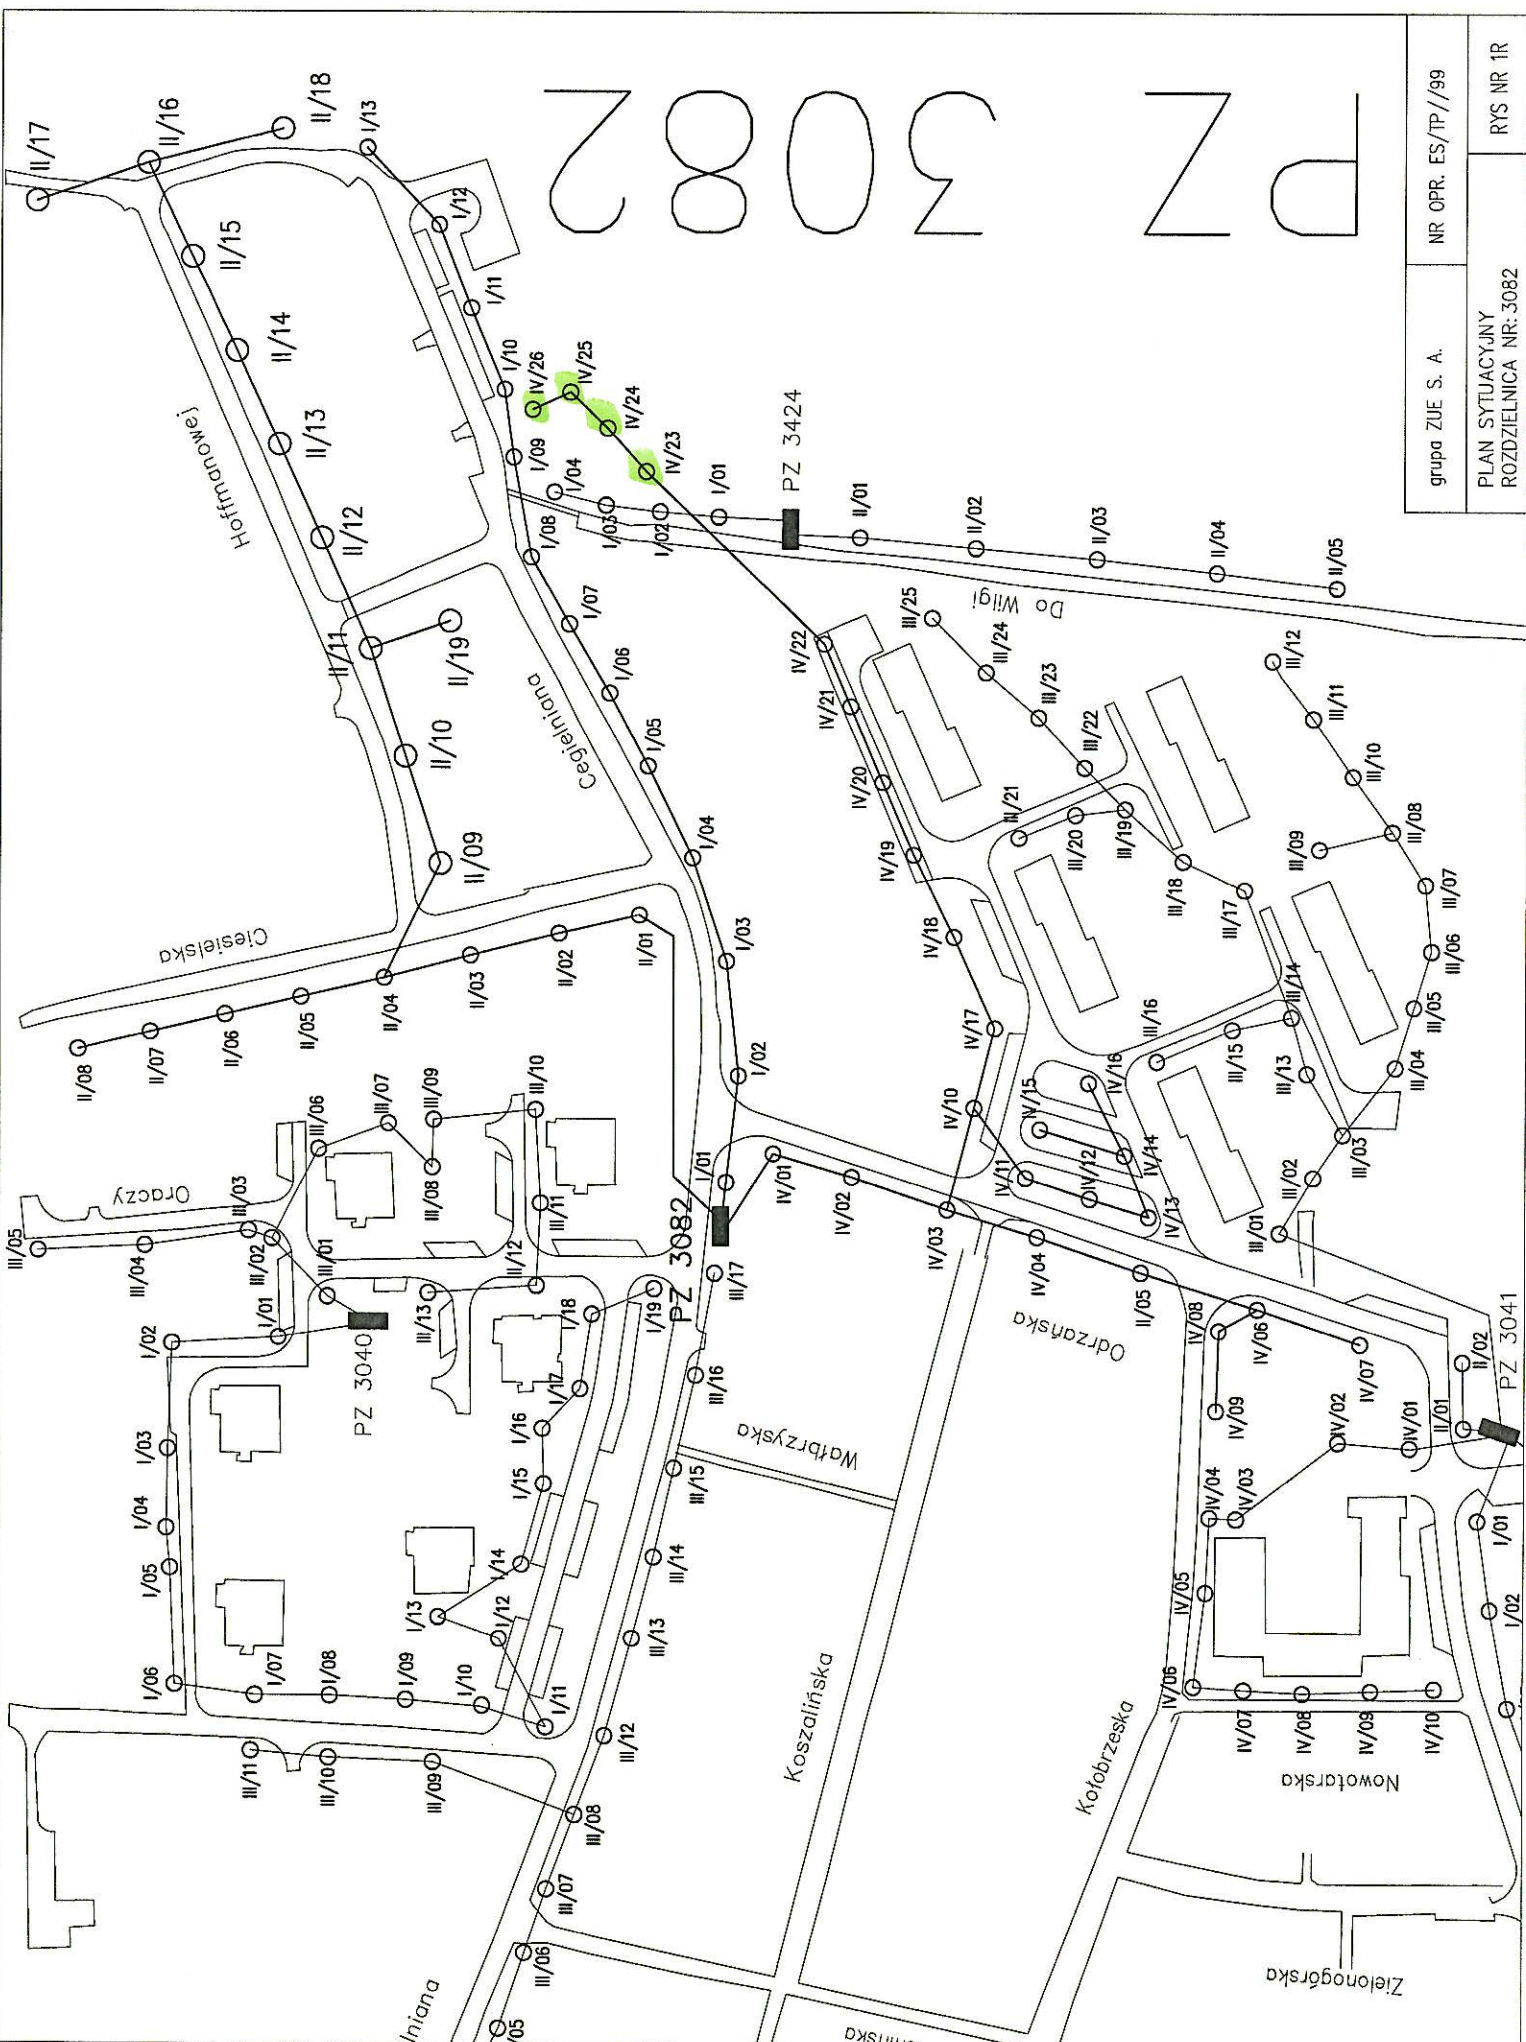 PZ 3082
grupa ZUE S. A.
NR OPR. ES/TP//99
PLAN SYTUACYJNY
ROZDZIELNICA NR: 3082
RYS NR 1R
Hoffmanowej
Ciesielska
Cegielniana
Oraczy
Do Wilgi
Odrzańska
Wałbrzyska
Koszalińska
Kołobrzeska
Nowotarska
Zielonogórska
lniana
PZ 3424
PZ 3082
PZ 3040
PZ 3041
III/17
II/16
II/18
II/15
II/14
II/13
II/12
II/11
II/19
II/10
II/09
I/13
I/12
I/11
I/10
I/09
I/08
I/07
I/06
I/05
I/04
I/03
I/02
I/01
IV/26
IV/25
IV/24
IV/23
IV/22
IV/21
IV/20
IV/19
IV/18
IV/17
IV/16
IV/15
IV/14
IV/13
IV/12
IV/11
IV/10
IV/01
IV/02
IV/03
IV/04
II/05
IV/06
IV/07
IV/08
IV/09
I/04
I/03
I/02
I/01
II/01
II/02
II/03
II/04
II/05
II/08
II/07
II/06
II/05
II/04
II/03
II/02
II/01
III/25
III/24
III/23
III/22
II/21
III/20
III/19
III/18
III/17
III/16
III/15
III/14
III/13
III/12
III/11
III/10
III/09
III/08
III/07
III/06
III/05
III/04
III/03
III/02
III/01
III/05
III/04
III/03
III/02
III/01
III/06
III/07
III/08
III/09
III/10
III/11
III/12
III/13
I/01
I/02
I/03
I/04
I/05
I/06
I/07
I/08
I/09
I/10
I/11
I/12
I/13
I/14
I/15
I/16
I/17
I/18
I/19
III/17
III/16
III/15
III/14
III/13
III/12
III/11
III/10
III/09
III/08
III/07
III/06
05
II/02
II/01
IV/01
IV/02
IV/03
IV/04
IV/05
IV/06
IV/07
IV/08
IV/09
IV/10
I/01
I/02